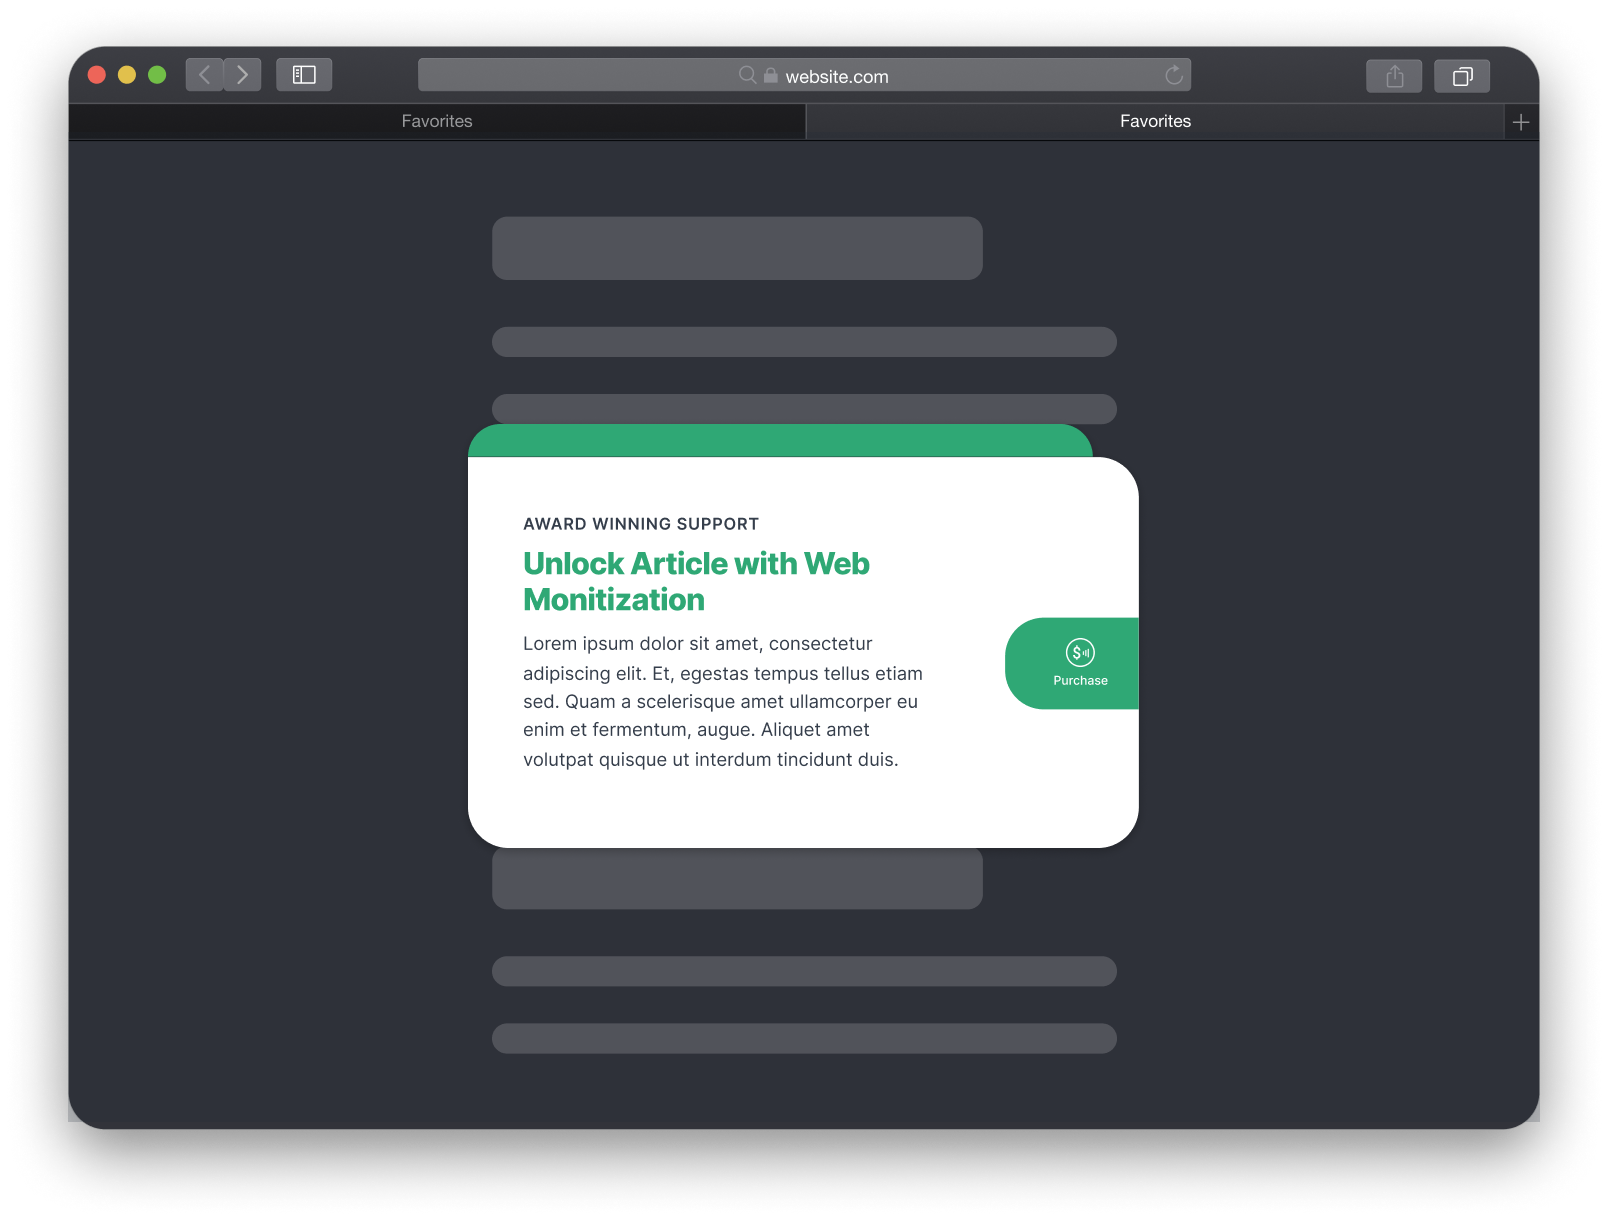 website.com
Favorites
Favorites
AWARD WINNING SUPPORT
Unlock Article with Web
Monitization
Lorem ipsum dolor sit amet, consectetur
adipiscing elit. Et, egestas tempus tellus etiam
sed. Quam a scelerisque amet ullamcorper eu
enim et fermentum, augue. Aliquet amet
volutpat quisque ut interdum tincidunt duis.
$
Purchase